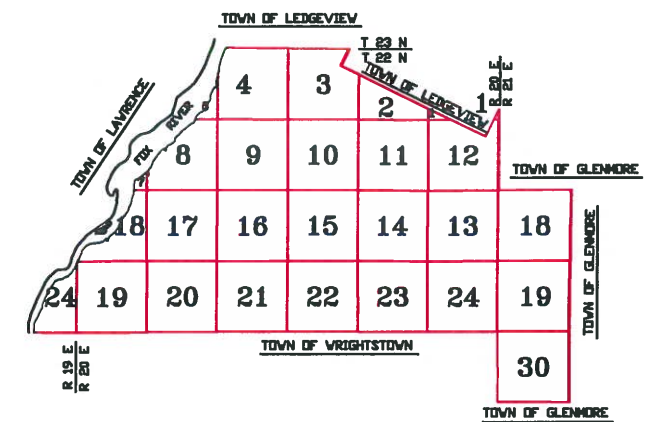 TOWN OF LEDGEVIEW
T 23 N
T 22 N
TOWN OF LEDGEVIEW
R 20 E
R 21 E
TOWN OF LAWRENCE
FOX RIVER
4 3 2 1
8 9 10 11 12
TOWN OF GLENMORE
18 17 16 15 14 13 18
TOWN OF GLENMORE
24 19 20 21 22 23 24 19
TOWN OF WRIGHTSTOWN
R 19 E
R 20 E
30
TOWN OF GLENMORE